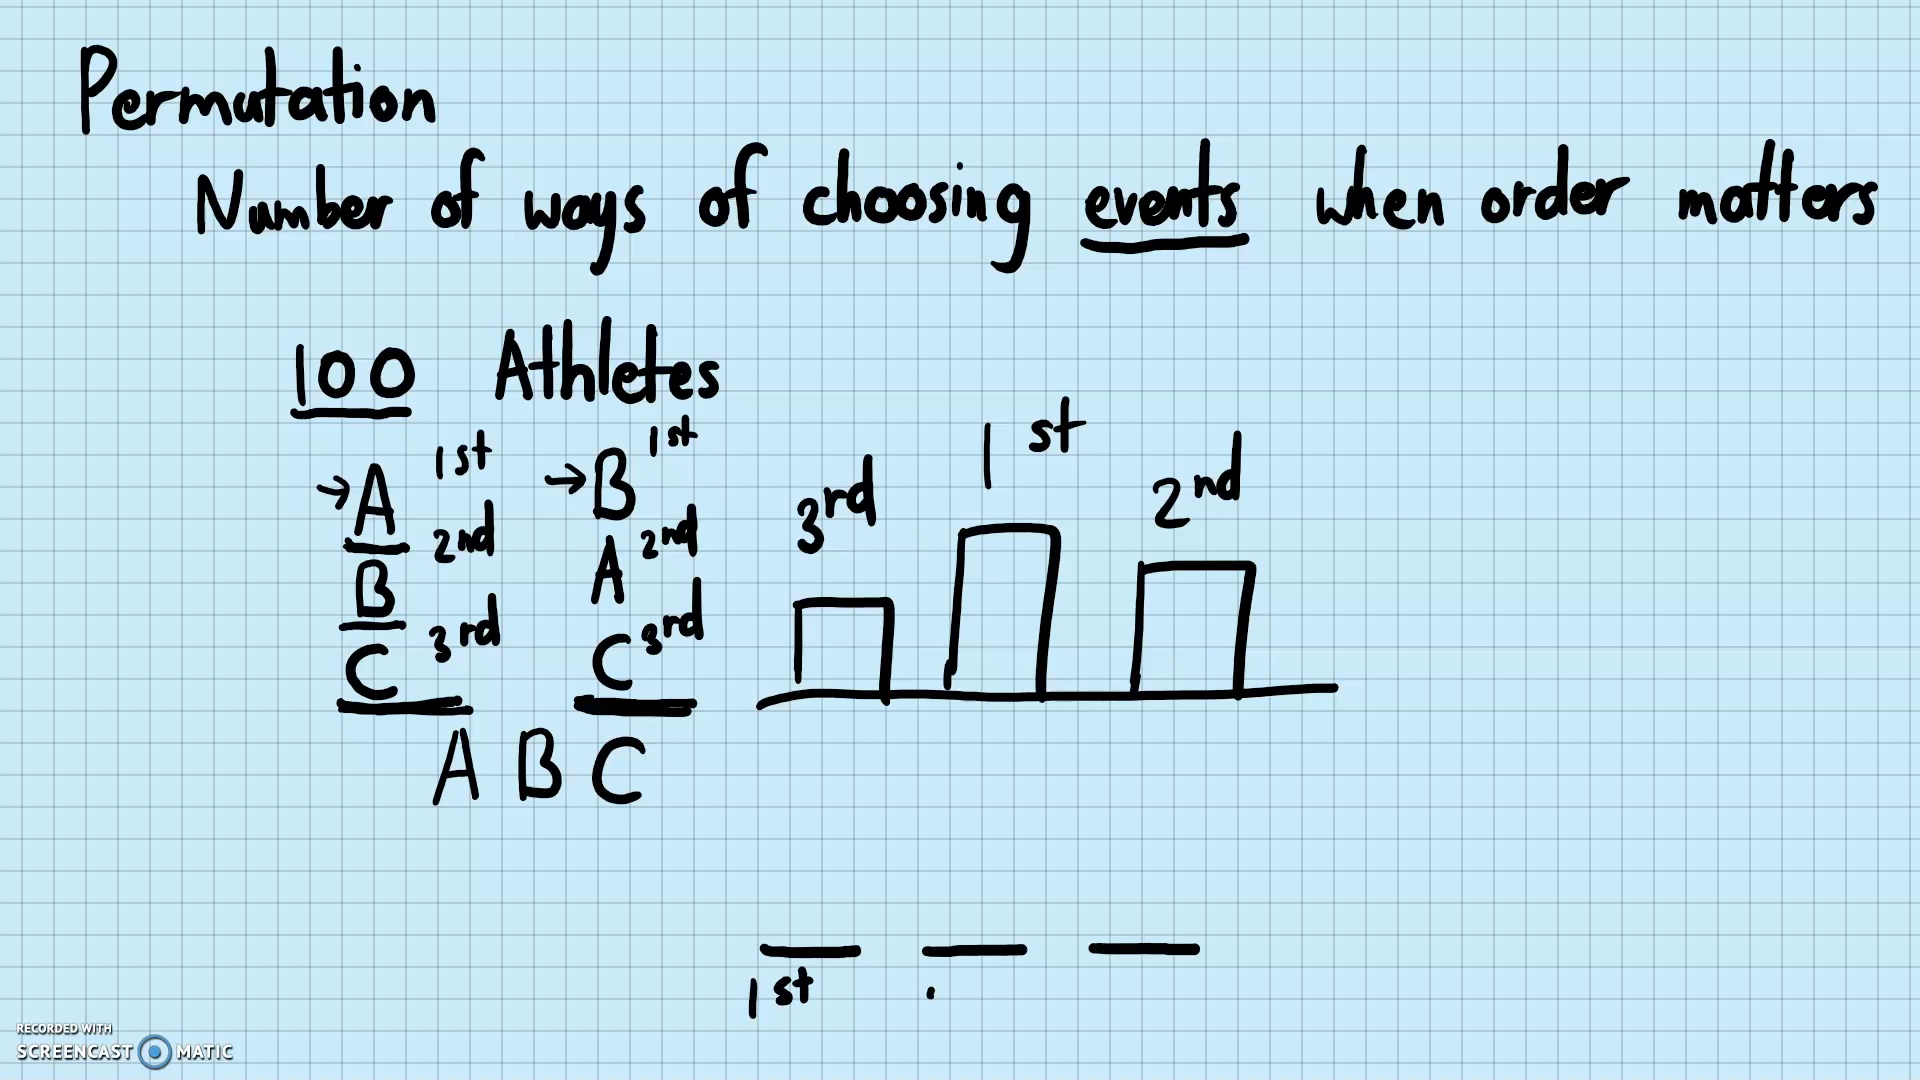 Permutation
Number of ways of choosing events when order matters
100 Athletes
→A 1st
B 2nd
C 3rd
→B 1st
A 2nd
C 3rd
3rd 1st 2nd
A B C
1st
RECORDED WITH
SCREENCAST MATIC